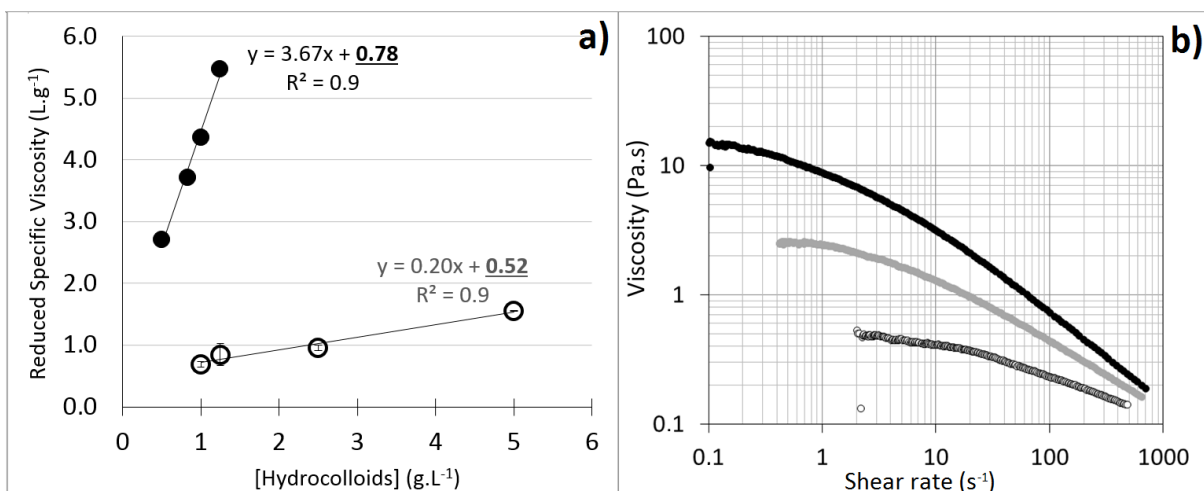 a)
y = 3.67x + 0.78
R² = 0.9
y = 0.20x + 0.52
R² = 0.9
Reduced Specific Viscosity (L.g⁻¹)
6.0
5.0
4.0
3.0
2.0
1.0
0.0
0 1 2 3 4 5 6
[Hydrocolloids] (g.L⁻¹)
b)
Viscosity (Pa.s)
100
10
1
0.1
0.1 1 10 100 1000
Shear rate (s⁻¹)